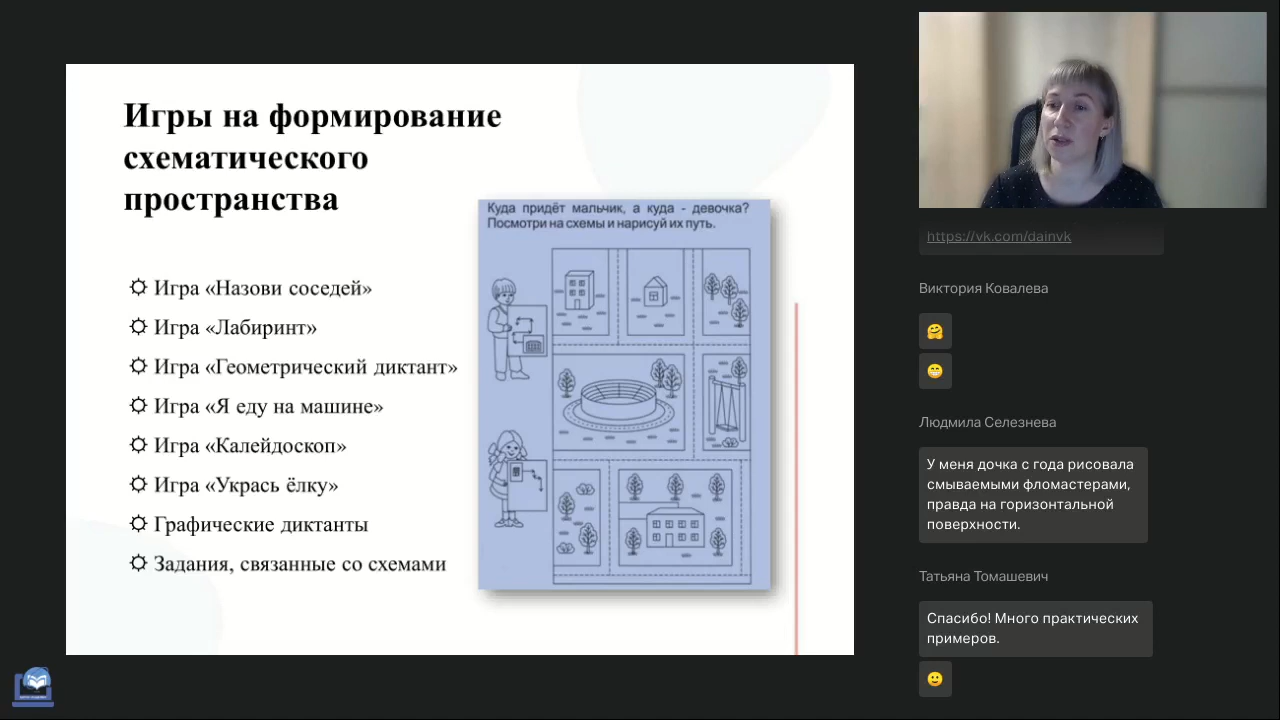 Игры на формирование
схематического
пространства
Игра «Назови соседей»
Игра «Лабиринт»
Игра «Геометрический диктант»
Игра «Я еду на машине»
Игра «Калейдоскоп»
Игра «Укрась ёлку»
Графические диктанты
Задания, связанные со схемами
Куда придёт мальчик, а куда - девочка?
Посмотри на схемы и нарисуй их путь.
https://vk.com/dainvk
Виктория Ковалева
Людмила Селезнева
У меня дочка с года рисовала
смываемыми фломастерами,
правда на горизонтальной
поверхности.
Татьяна Томашевич
Спасибо! Много практических
примеров.